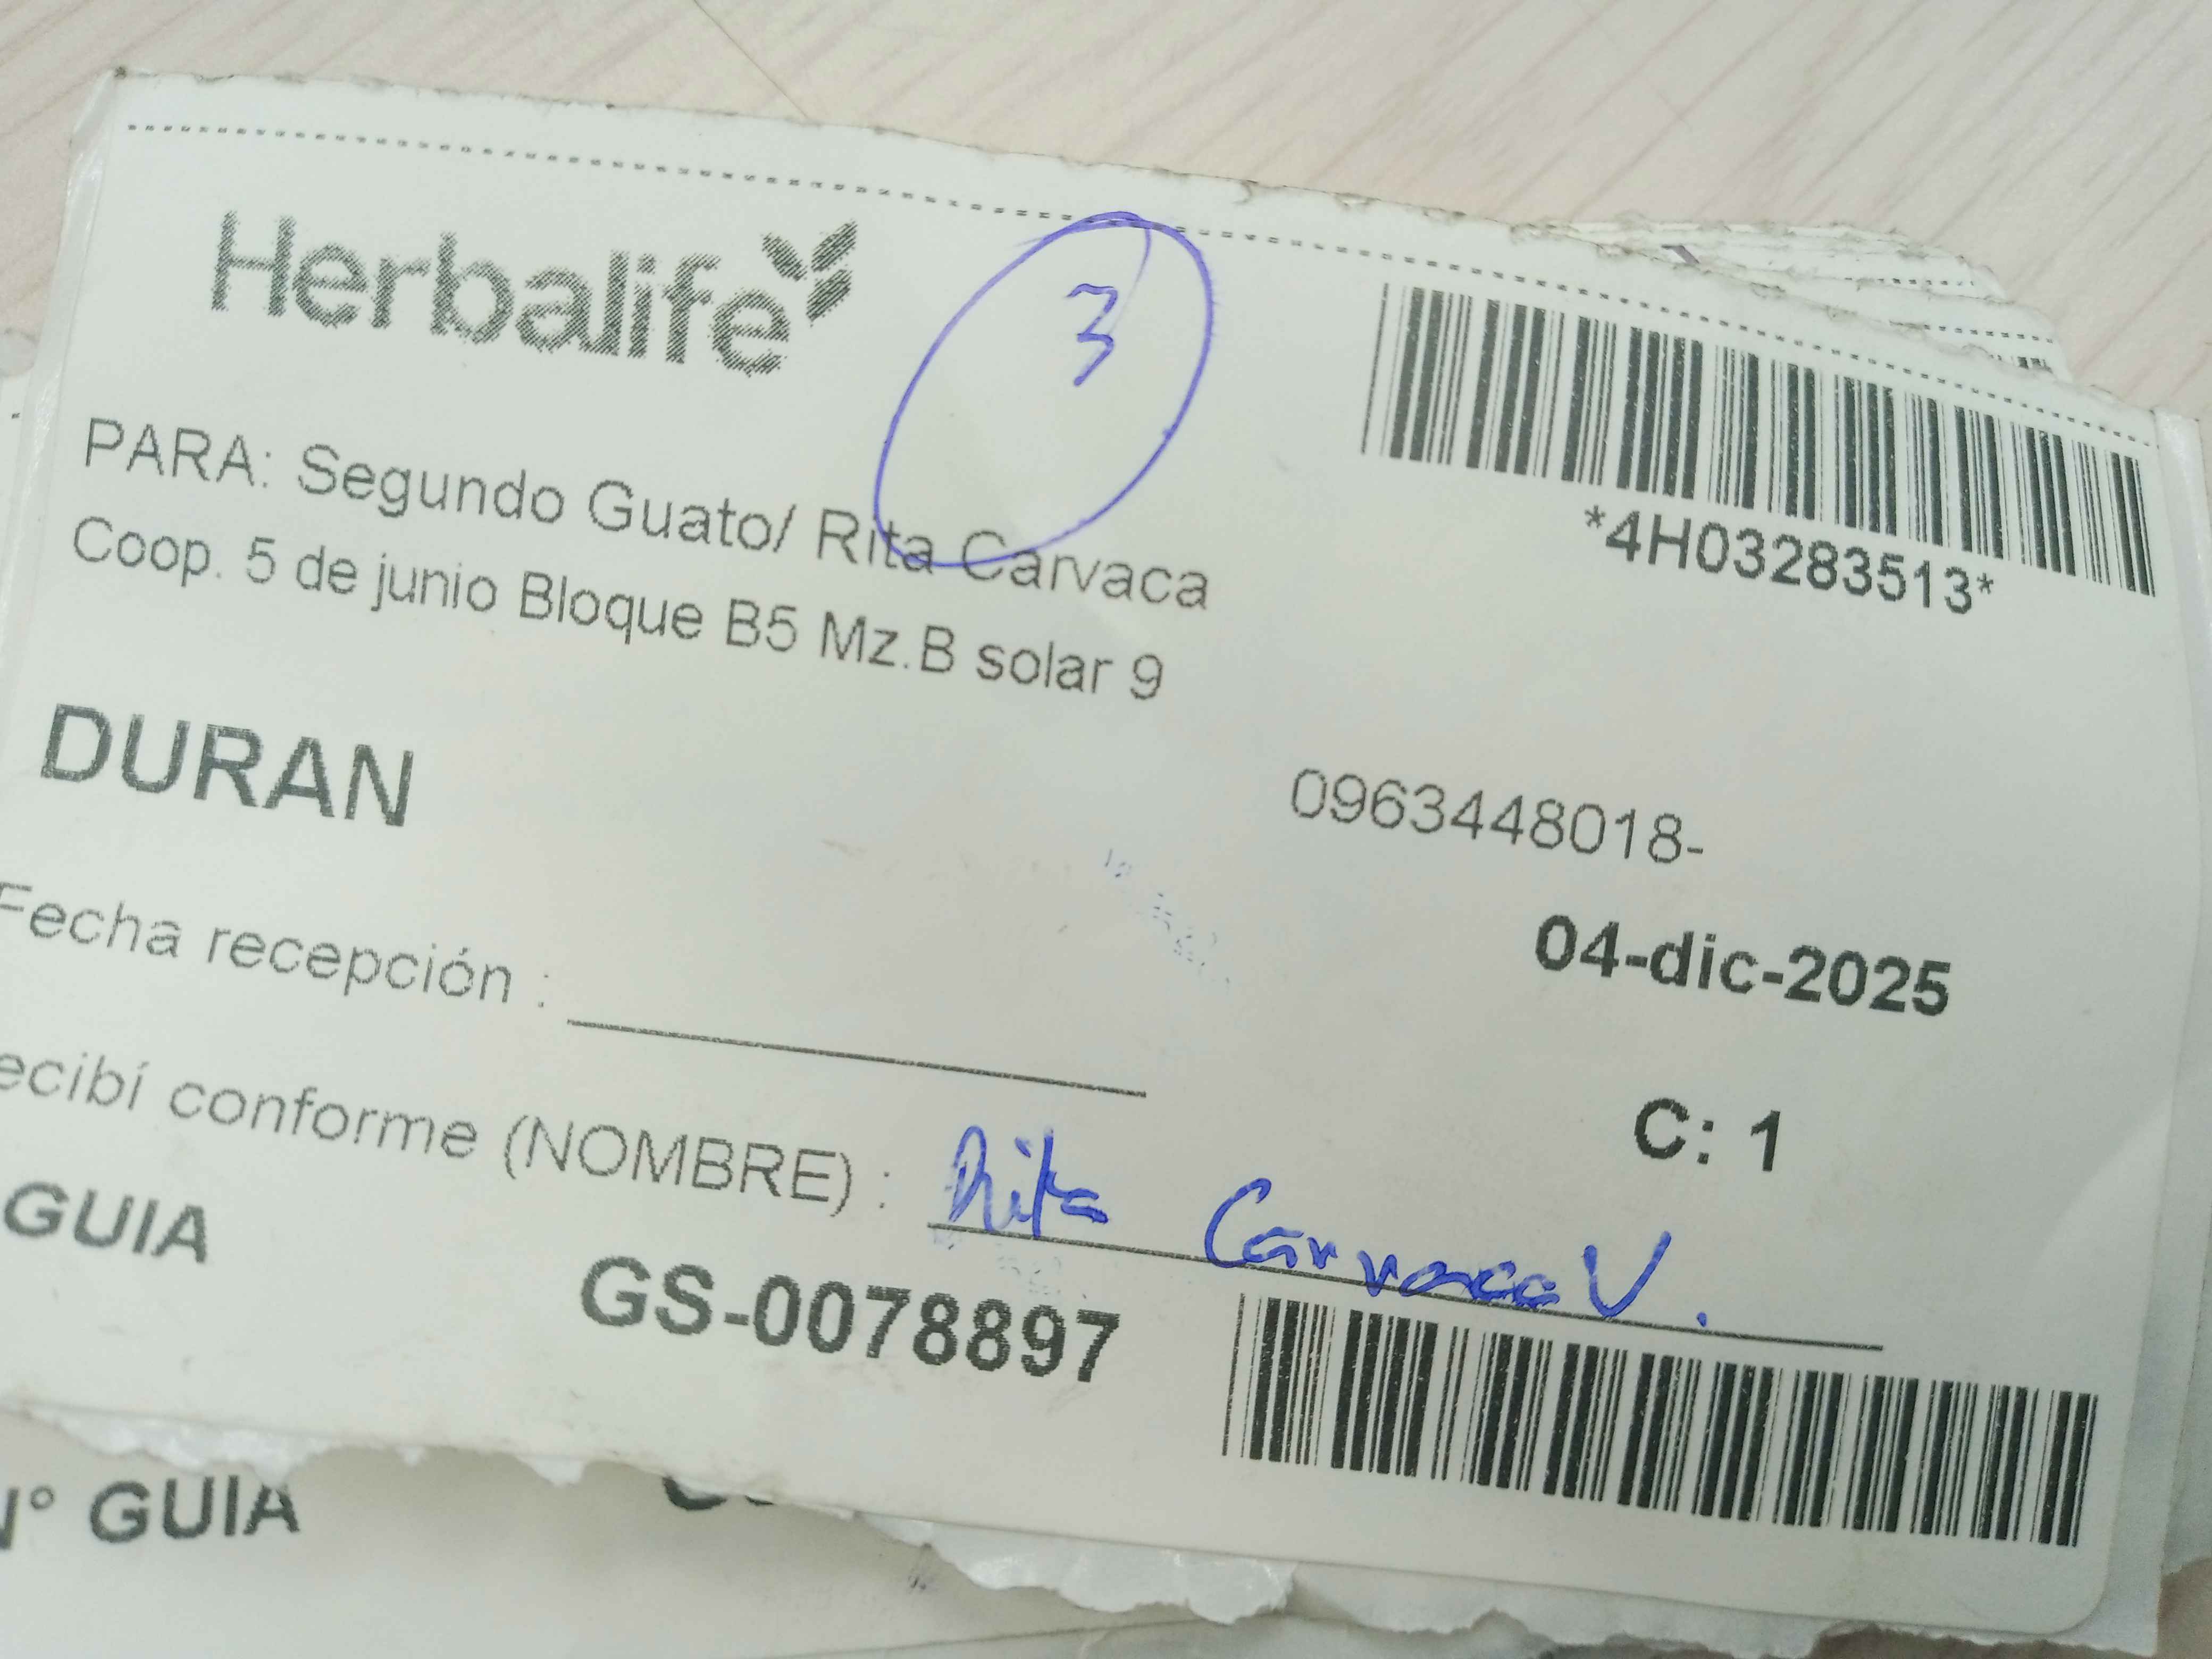 Herbalife
3
*4H03283513*
PARA: Segundo Guato/ Rita Carvaca
Coop. 5 de junio Bloque B5 Mz.B solar 9
DURAN
0963448018-
04-dic-2025
Fecha recepción :
C: 1
ecibí conforme (NOMBRE) : Rita Carvaca V.
GUIA
GS-0078897
N° GUIA